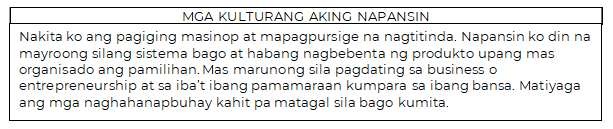 MGA KULTURANG AKING NAPANSIN
Nakita ko ang pagiging masinop at mapagpursige na nagtitinda. Napansin ko din na
mayroong silang sistema bago at habang nagbebenta ng produkto upang mas
organisado ang pamilihan. Mas marunong sila pagdating sa business o
entrepreneurship at sa iba't ibang pamamaraan kumpara sa ibang bansa. Matiyaga
ang mga naghahanapbuhay kahit pa matagal sila bago kumita.